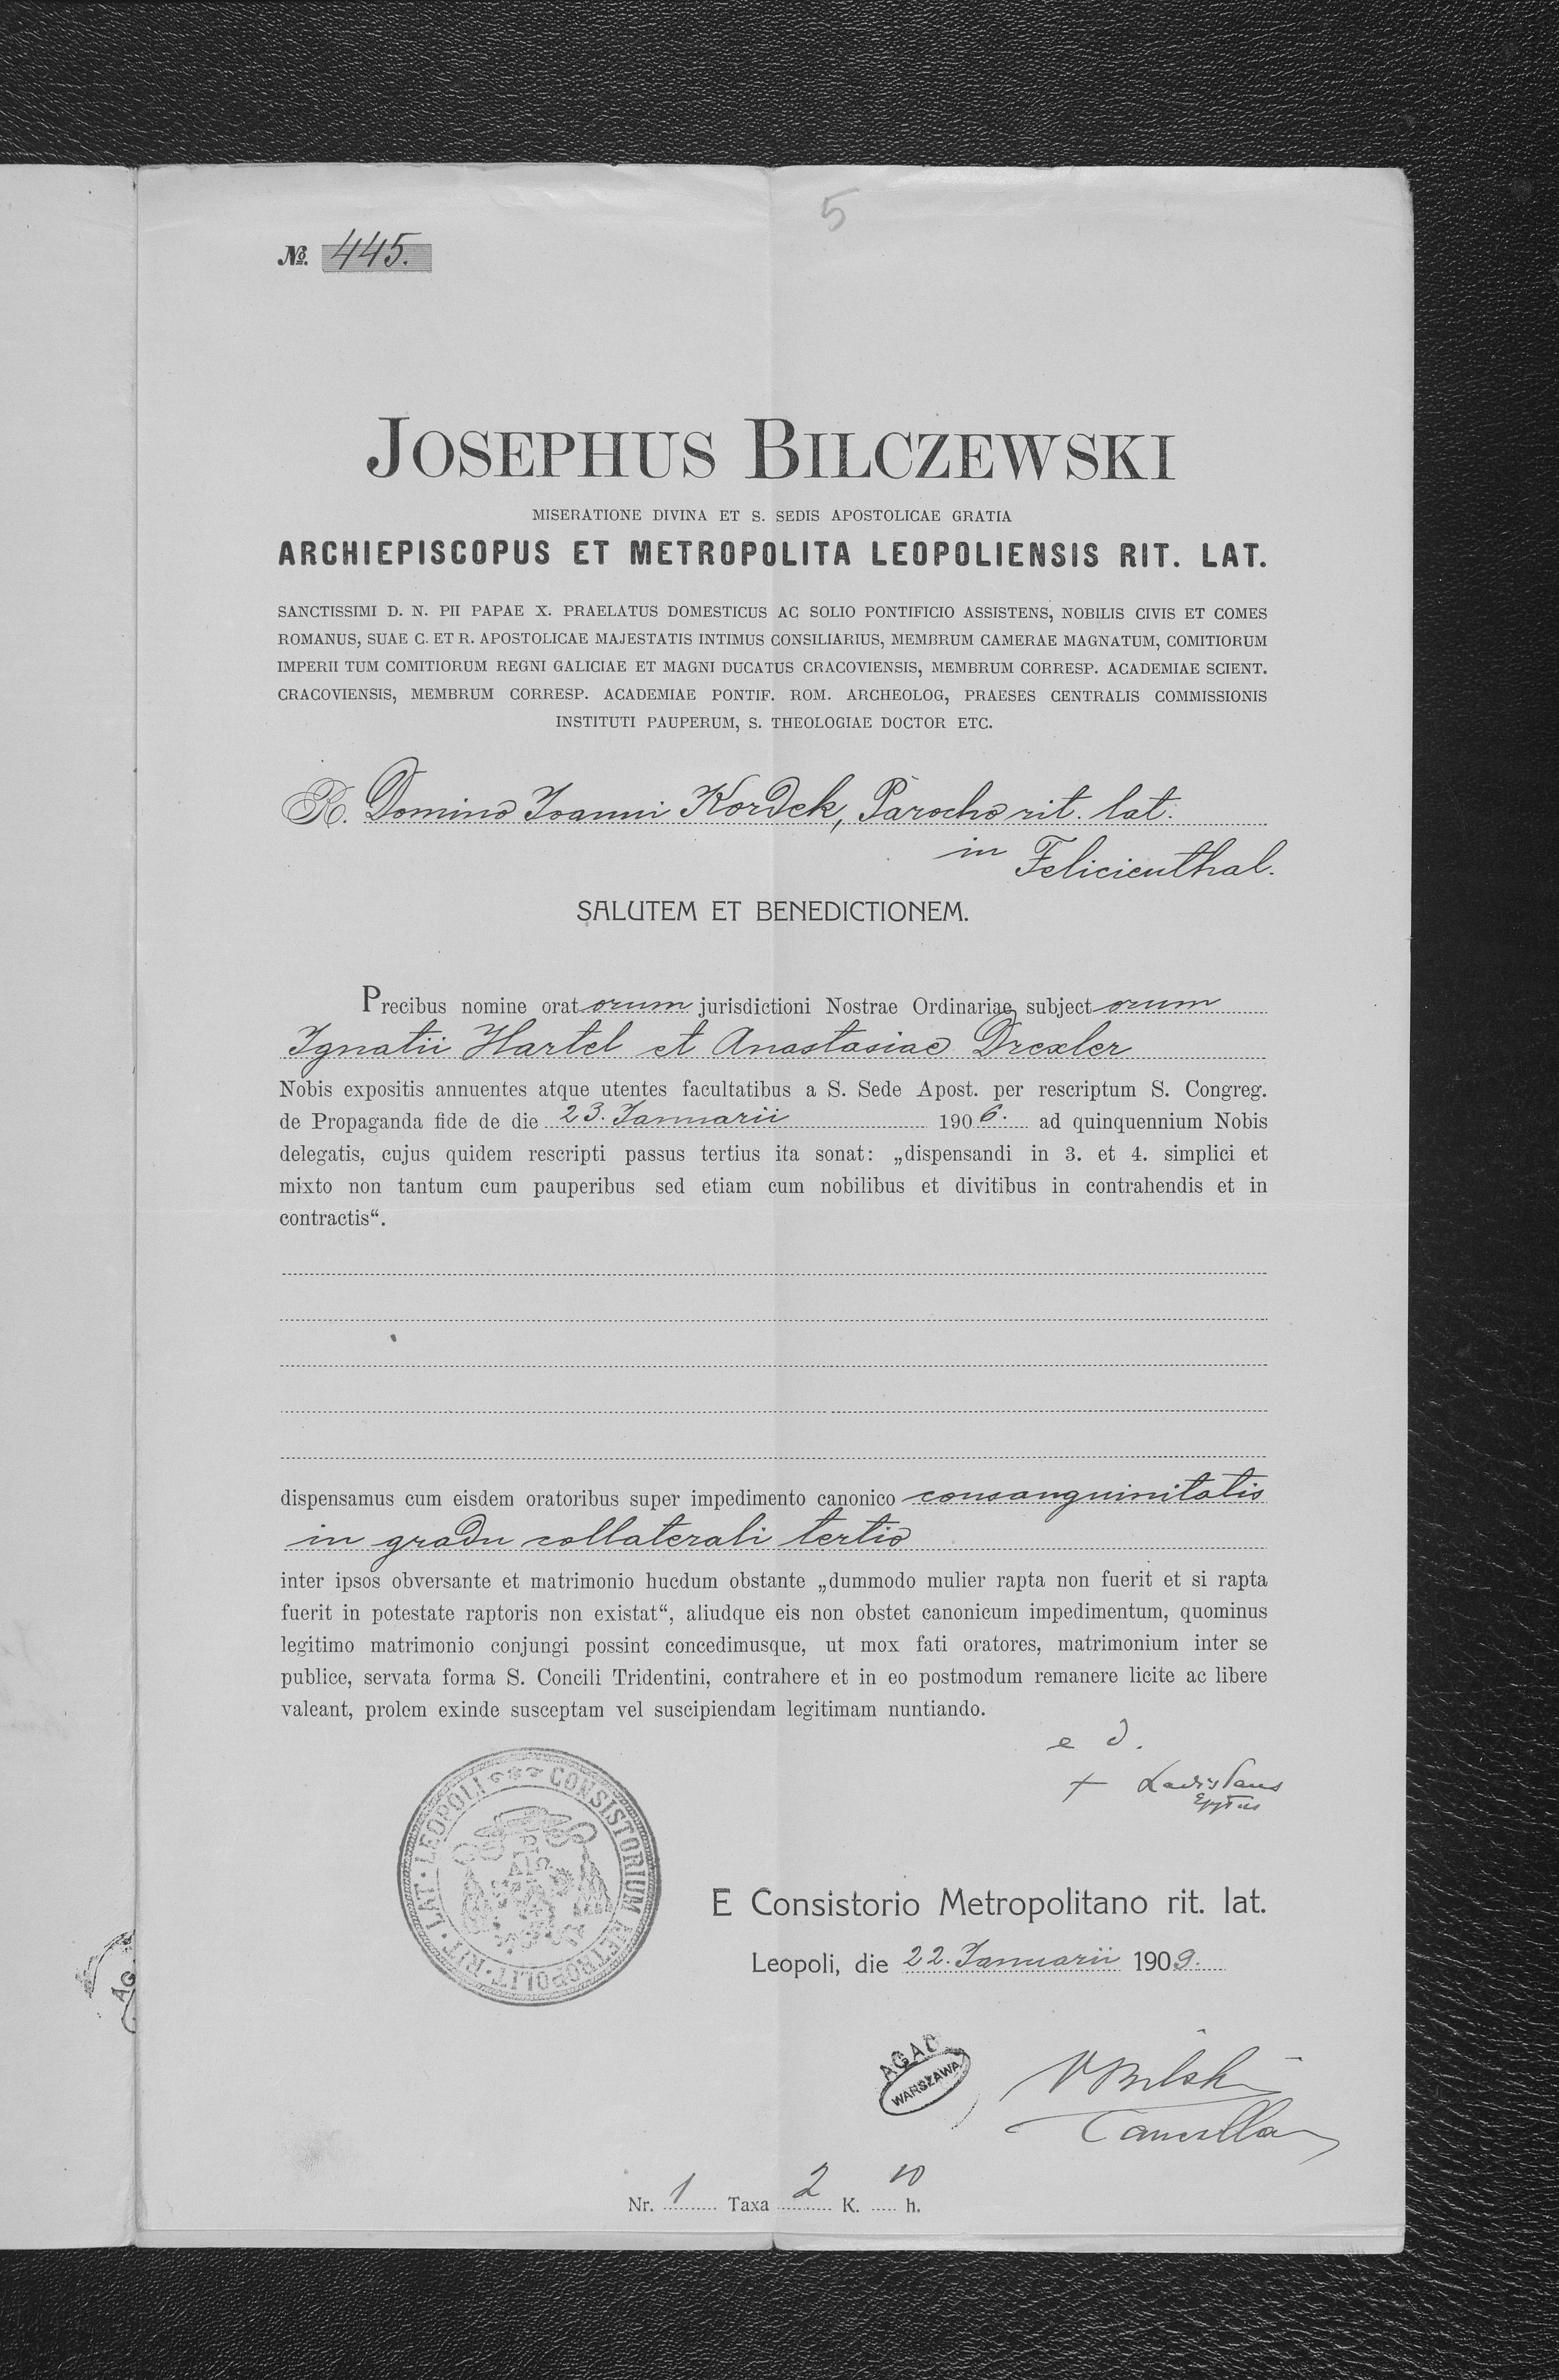 5
No. 445.
JOSEPHUS BILCZEWSKI
MISERATIONE DIVINA ET S. SEDIS APOSTOLICAE GRATIA
ARCHIEPISCOPUS ET METROPOLITA LEOPOLIENSIS RIT. LAT.
SANCTISSIMI D. N. PII PAPAE X. PRAELATUS DOMESTICUS AC SOLIO PONTIFICIO ASSISTENS, NOBILIS CIVIS ET COMES
ROMANUS, SUAE C. ET R. APOSTOLICAE MAJESTATIS INTIMUS CONSILIARIUS, MEMBRUM CAMERAE MAGNATUM, COMITIORUM
IMPERII TUM COMITIORUM REGNI GALICIAE ET MAGNI DUCATUS CRACOVIENSIS, MEMBRUM CORRESP. ACADEMIAE SCIENT.
CRACOVIENSIS, MEMBRUM CORRESP. ACADEMIAE PONTIF. ROM. ARCHEOLOG, PRAESES CENTRALIS COMMISSIONIS
INSTITUTI PAUPERUM, S. THEOLOGIAE DOCTOR ETC.
R. Domino Joanni Kordek, Parocho rit. lat.
in Felicienthal.
SALUTEM ET BENEDICTIONEM.
Precibus nomine orat orum jurisdictioni Nostrae Ordinariae subject orum
Ignatii Hartel et Anastasiae Drexler
Nobis expositis annuentes atque utentes facultatibus a S. Sede Apost. per rescriptum S. Congreg.
de Propaganda fide de die 23. Januarii 1906. ad quinquennium Nobis
delegatis, cujus quidem rescripti passus tertius ita sonat: „dispensandi in 3. et 4. simplici et
mixto non tantum cum pauperibus sed etiam cum nobilibus et divitibus in contrahendis et in
contractis“.
dispensamus cum eisdem oratoribus super impedimento canonico consanguinitatis
in gradu collaterali tertio
inter ipsos obversante et matrimonio hucdum obstante „dummodo mulier rapta non fuerit et si rapta
fuerit in potestate raptoris non existat“, aliudque eis non obstet canonicum impedimentum, quominus
legitimo matrimonio conjungi possint concedimusque, ut mox fati oratores, matrimonium inter se
publice, servata forma S. Concili Tridentini, contrahere et in eo postmodum remanere licite ac libere
valeant, prolem exinde susceptam vel suscipiendam legitimam nuntiando.
e d.
+ Ladislaus
Eppus
CONSISTORIUM METROPOLIT · RIT · LAT · LEOPOLI
E Consistorio Metropolitano rit. lat.
Leopoli, die 22. Januarii 1909.
AGAD
WARSZAWA
Cancella
Nr. 1 Taxa 2 K. 10 h.